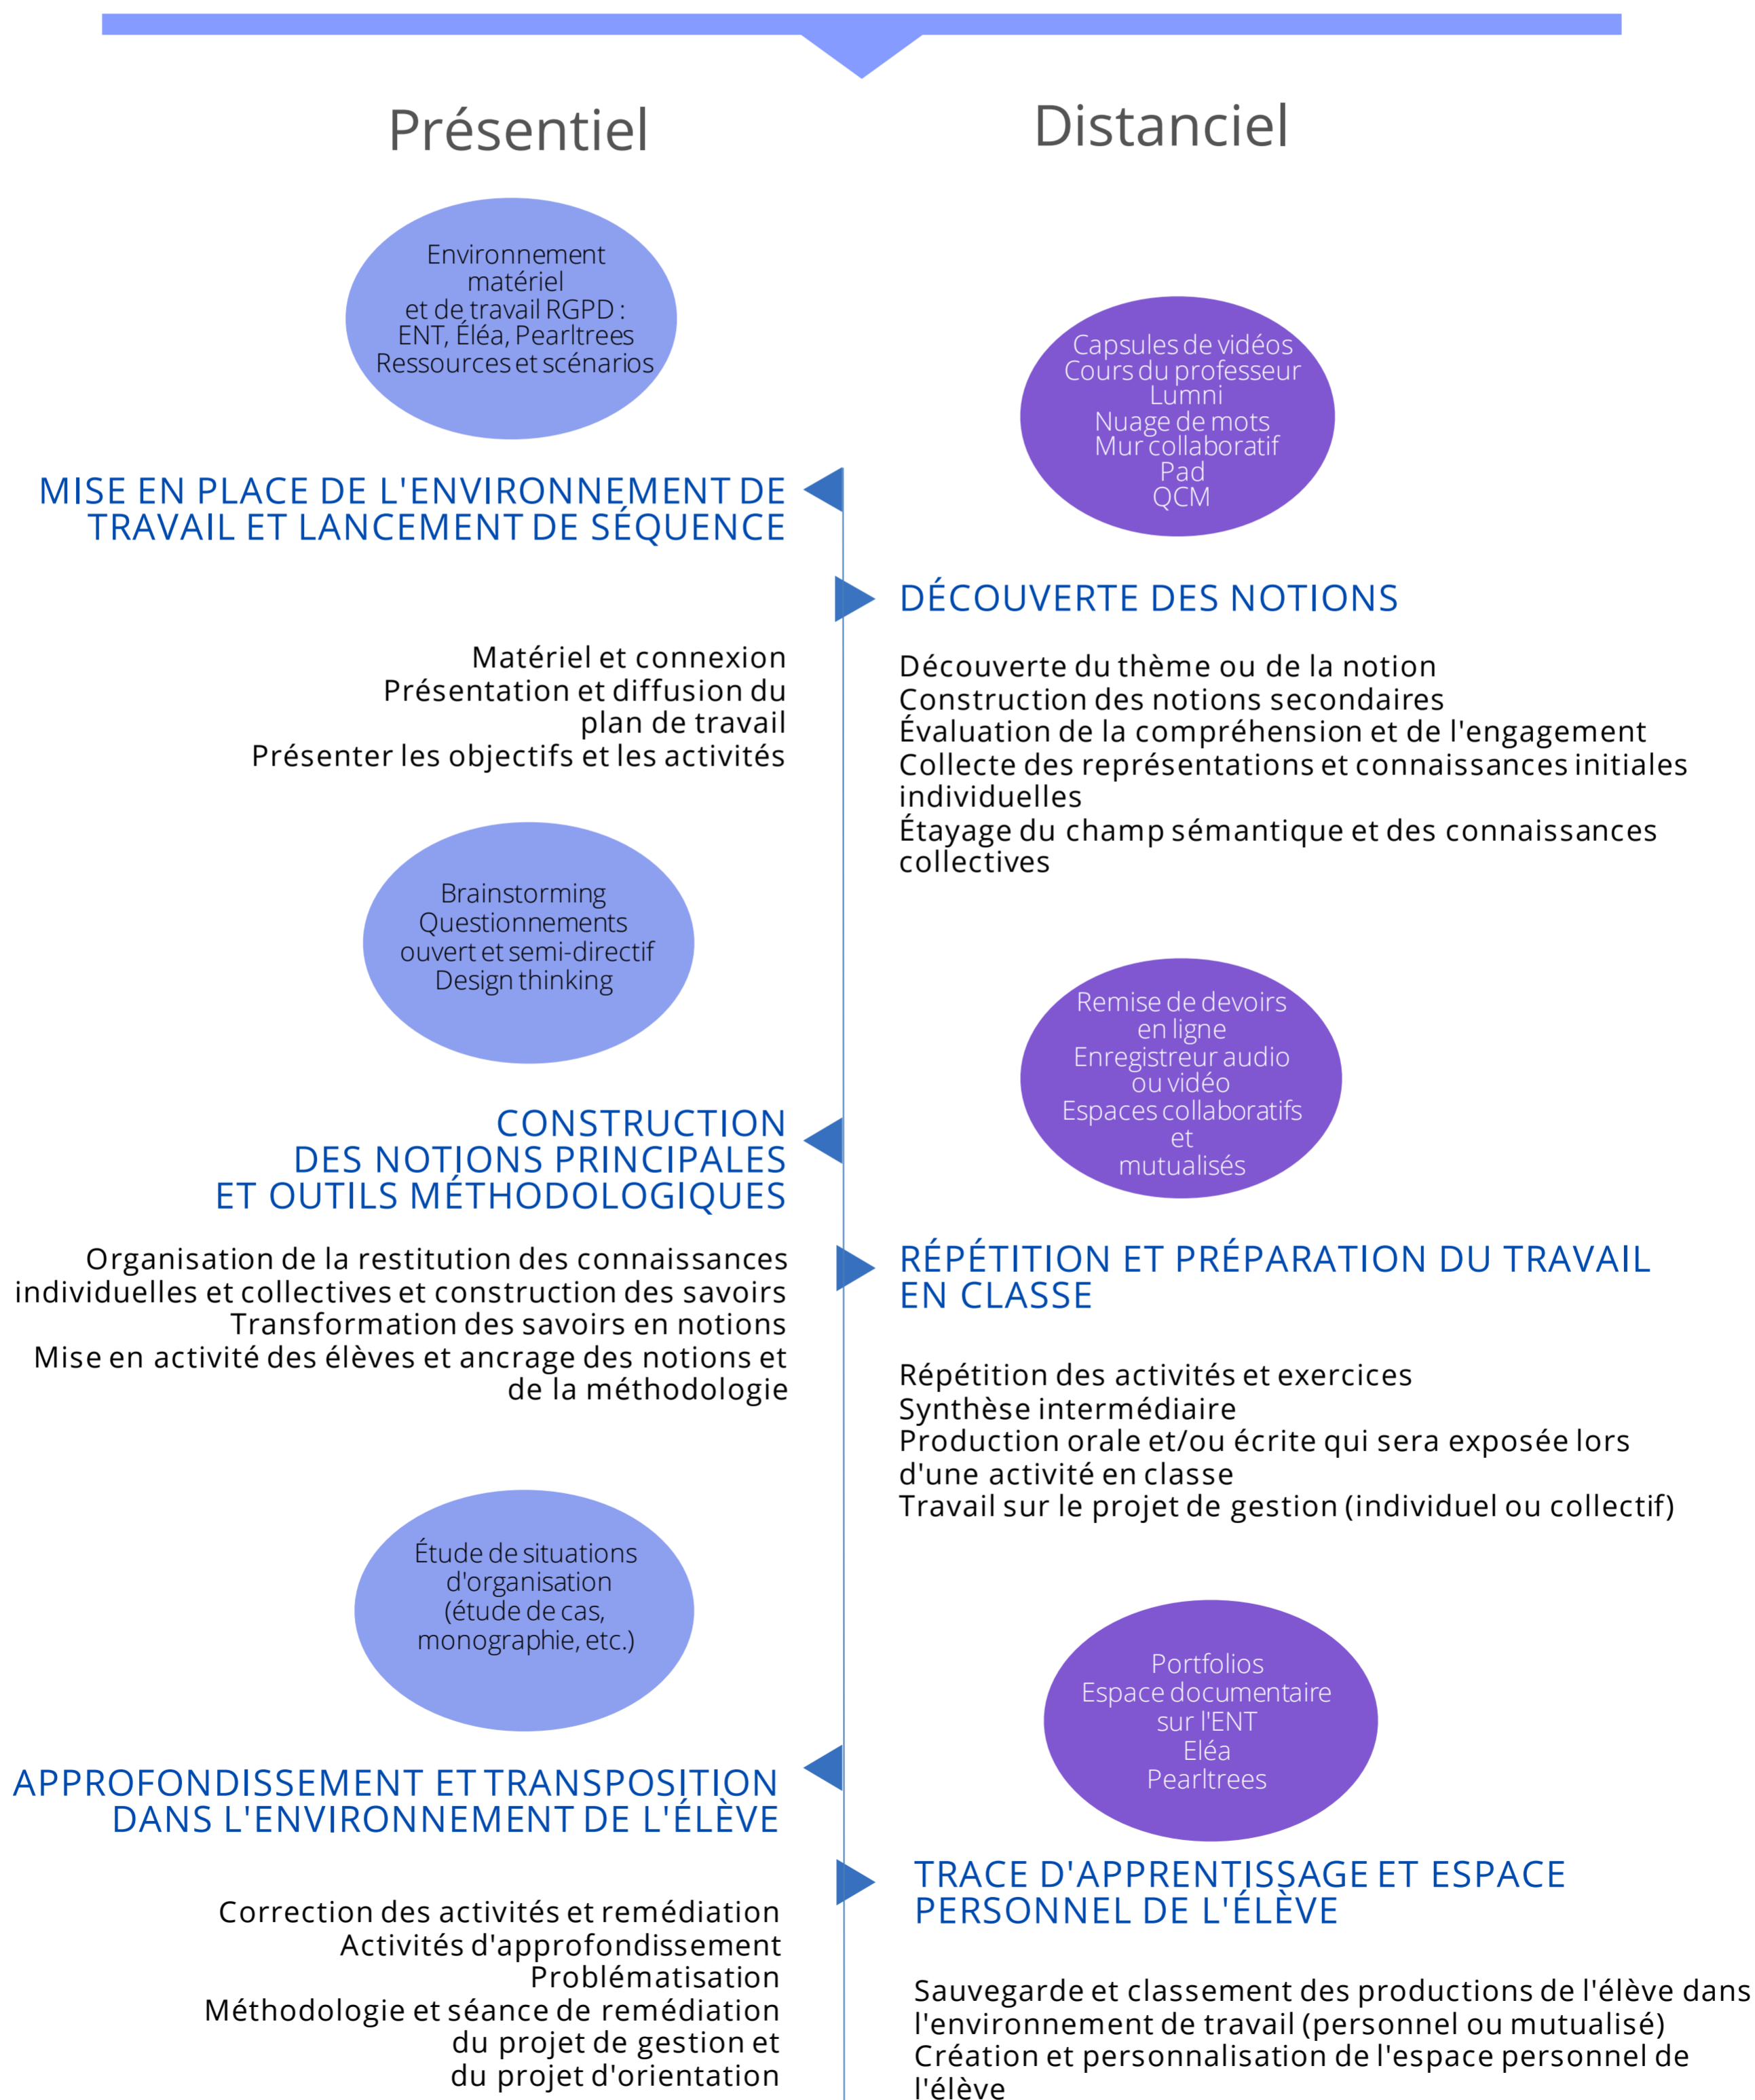 Présentiel
Distanciel
Environnement
matériel
et de travail RGPD :
ENT, Éléa, Pearltrees
Ressources et scénarios
Capsules de vidéos
Cours du professeur
Lumni
Nuage de mots
Mur collaboratif
Pad
QCM
MISE EN PLACE DE L'ENVIRONNEMENT DE
TRAVAIL ET LANCEMENT DE SÉQUENCE
DÉCOUVERTE DES NOTIONS
Matériel et connexion
Présentation et diffusion du
plan de travail
Présenter les objectifs et les activités
Découverte du thème ou de la notion
Construction des notions secondaires
Évaluation de la compréhension et de l'engagement
Collecte des représentations et connaissances initiales
individuelles
Étayage du champ sémantique et des connaissances
collectives
Brainstorming
Questionnements
ouvert et semi-directif
Design thinking
Remise de devoirs
en ligne
Enregistreur audio
ou vidéo
Espaces collaboratifs
et
mutualisés
CONSTRUCTION
DES NOTIONS PRINCIPALES
ET OUTILS MÉTHODOLOGIQUES
Organisation de la restitution des connaissances
individuelles et collectives et construction des savoirs
Transformation des savoirs en notions
Mise en activité des élèves et ancrage des notions et
de la méthodologie
RÉPÉTITION ET PRÉPARATION DU TRAVAIL
EN CLASSE
Répétition des activités et exercices
Synthèse intermédiaire
Production orale et/ou écrite qui sera exposée lors
d'une activité en classe
Travail sur le projet de gestion (individuel ou collectif)
Étude de situations
d'organisation
(étude de cas,
monographie, etc.)
Portfolios
Espace documentaire
sur l'ENT
Eléa
Pearltrees
APPROFONDISSEMENT ET TRANSPOSITION
DANS L'ENVIRONNEMENT DE L'ÉLÈVE
TRACE D'APPRENTISSAGE ET ESPACE
PERSONNEL DE L'ÉLÈVE
Correction des activités et remédiation
Activités d'approfondissement
Problématisation
Méthodologie et séance de remédiation
du projet de gestion et
du projet d'orientation
Sauvegarde et classement des productions de l'élève dans
l'environnement de travail (personnel ou mutualisé)
Création et personnalisation de l'espace personnel de
l'élève